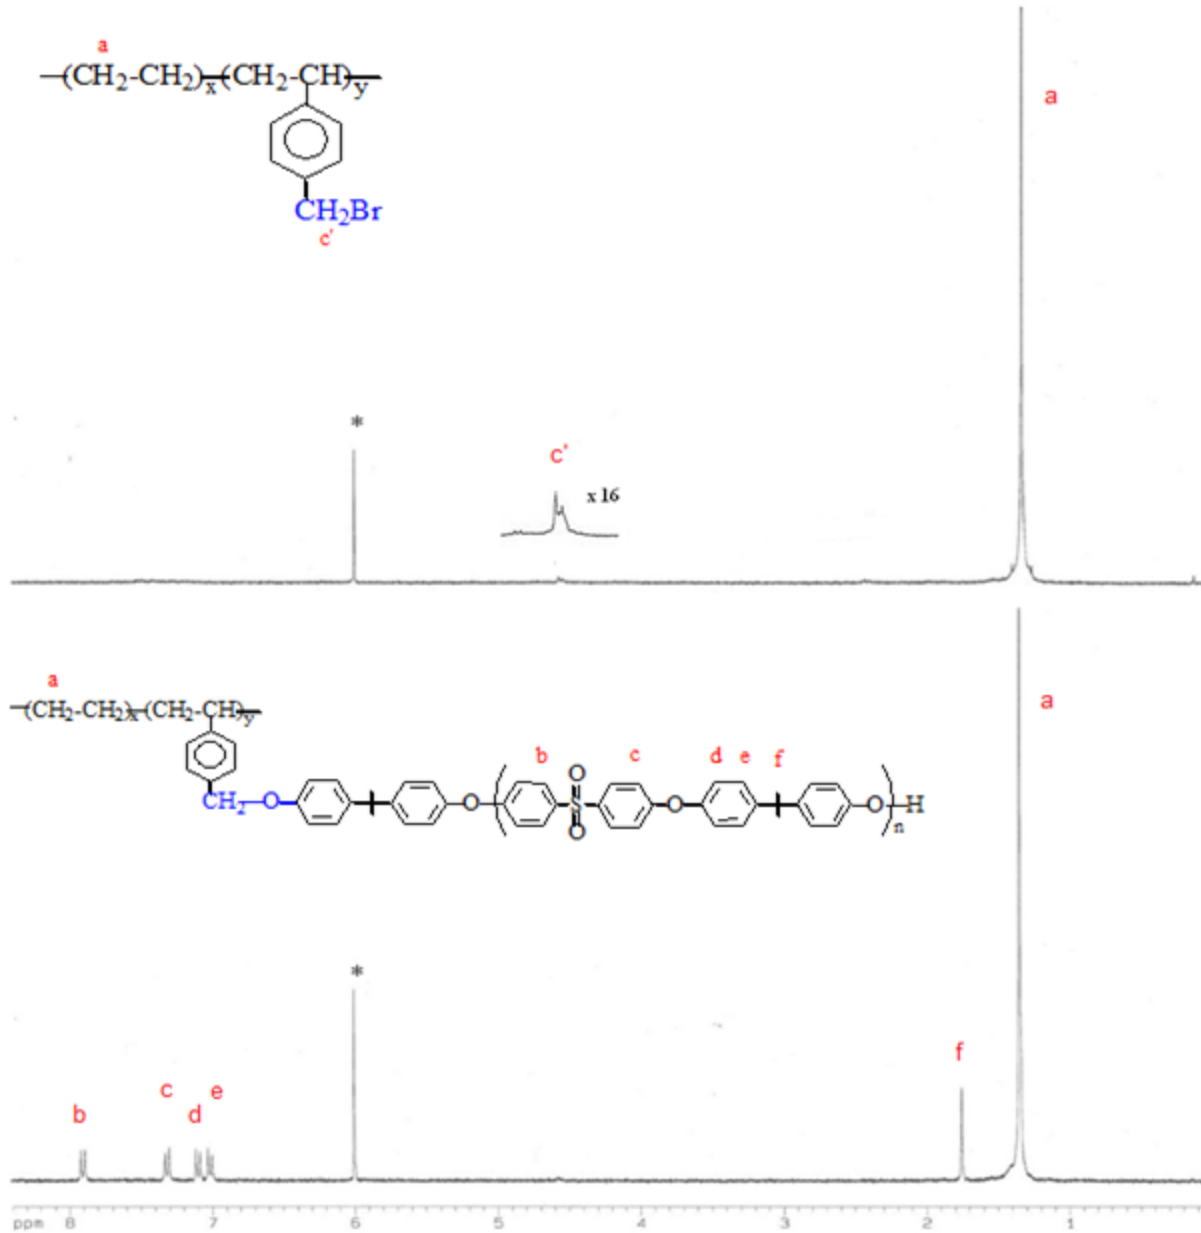 a
(CH2-CH2)x(CH2-CH)y
a
CH2Br
c'
*
c'
x 16
a
(CH2-CH2)x(CH2-CH)y
a
b O c d e f
CH2-O O S O O H
O n
*
f
c e
b d
ppm 8 7 6 5 4 3 2 1